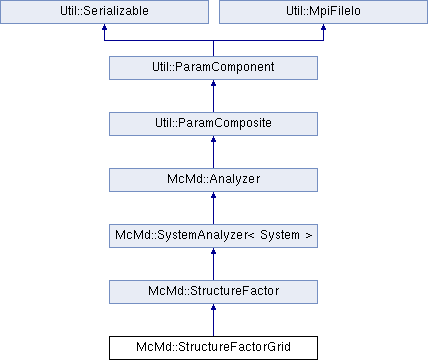 Util::Serializable
Util::MpiFileIo
Util::ParamComponent
Util::ParamComposite
McMd::Analyzer
McMd::SystemAnalyzer< System >
McMd::StructureFactor
McMd::StructureFactorGrid